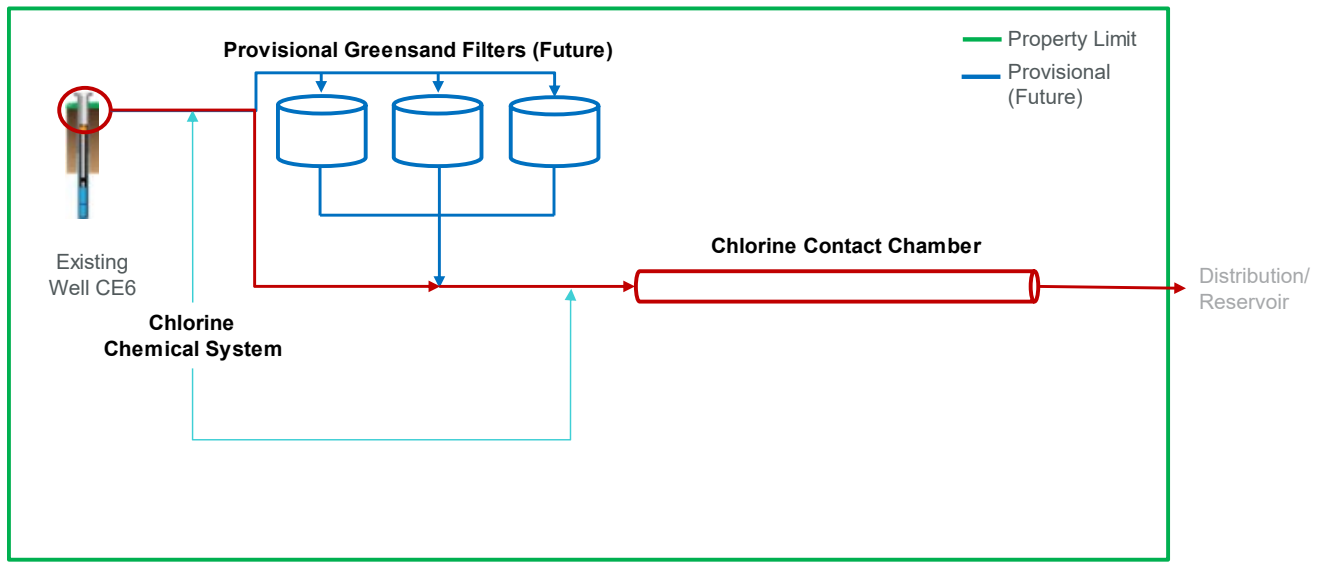 Provisional Greensand Filters (Future)
Property Limit
Provisional
(Future)
Existing
Well CE6
Chlorine
Chemical System
Chlorine Contact Chamber
Distribution/
Reservoir